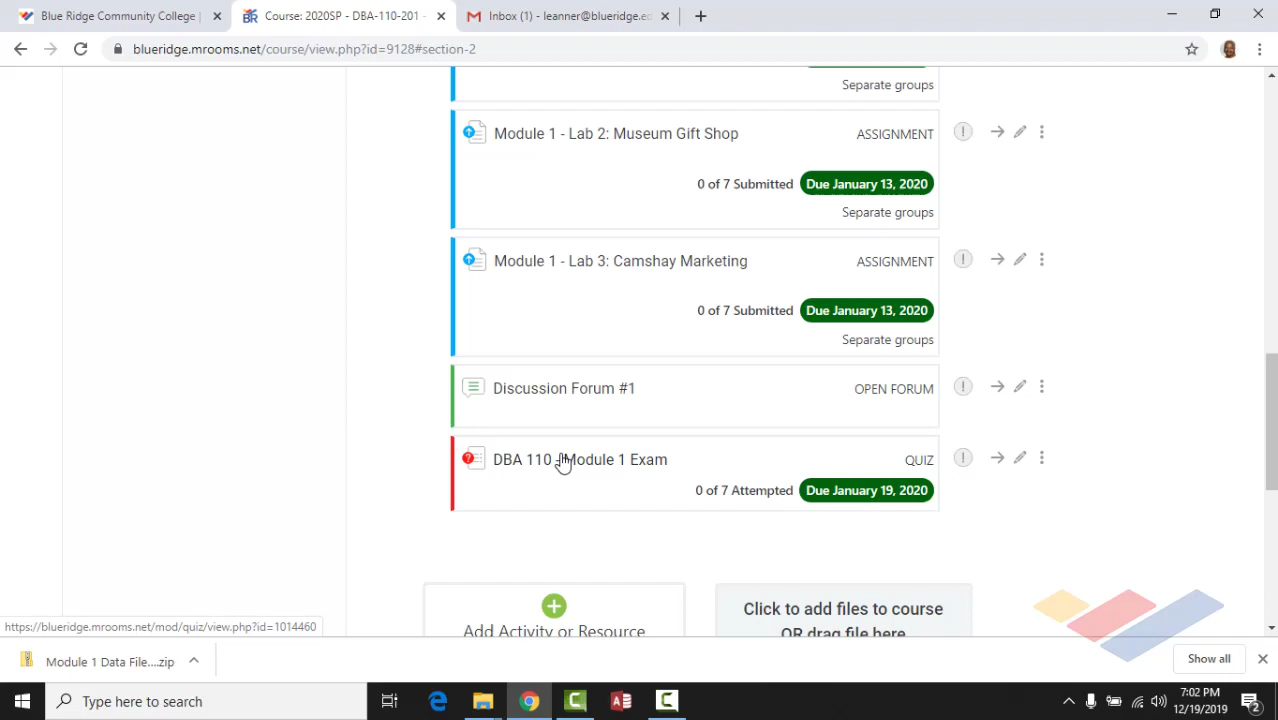 Blue Ridge Community College |
Course: 2020SP - DBA-110-201 -
Inbox (1) - leanner@blueridge.ed
blueridge.mrooms.net/course/view.php?id=9128#section-2
Separate groups
Module 1 - Lab 2: Museum Gift Shop
ASSIGNMENT
0 of 7 Submitted
Due January 13, 2020
Separate groups
Module 1 - Lab 3: Camshay Marketing
ASSIGNMENT
0 of 7 Submitted
Due January 13, 2020
Separate groups
Discussion Forum #1
OPEN FORUM
DBA 110 - Module 1 Exam
QUIZ
0 of 7 Attempted
Due January 19, 2020
Add Activity or Resource
Click to add files to course
OR drag file here
https://blueridge.mrooms.net/mod/quiz/view.php?id=1014460
Module 1 Data File....zip
Show all
Type here to search
7:02 PM
12/19/2019
2